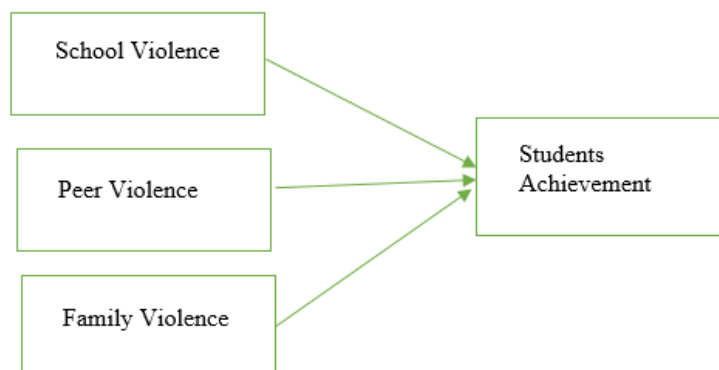 School Violence
Peer Violence
Family Violence
Students
Achievement